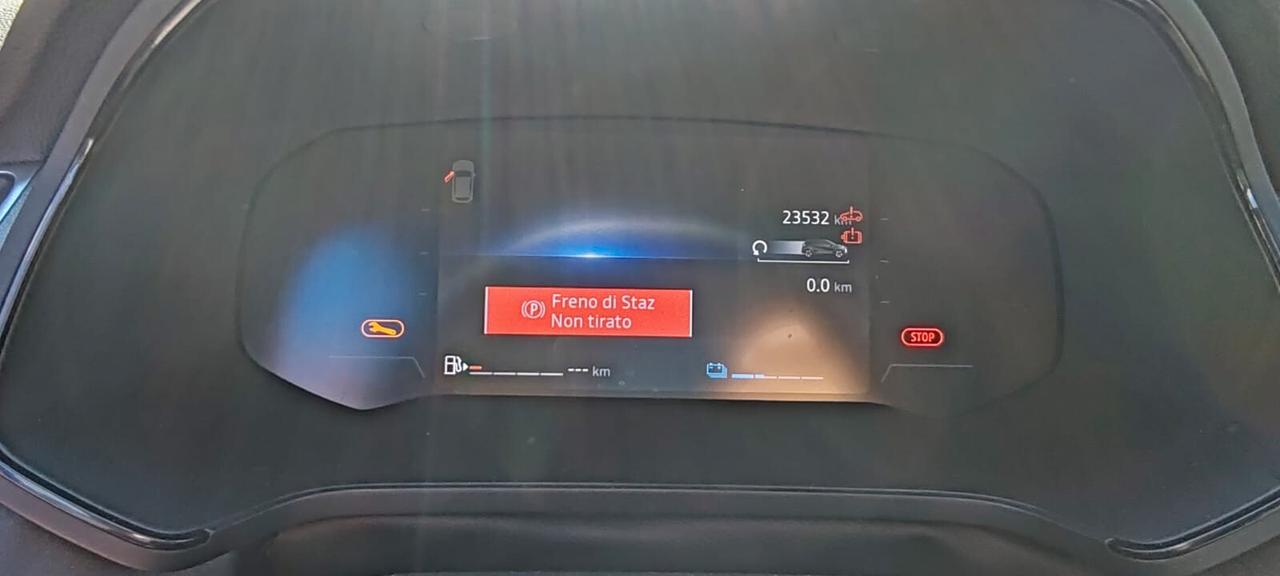 23532 km
0.0 km
Freno di Staz
Non tirato
P
STOP
--- km